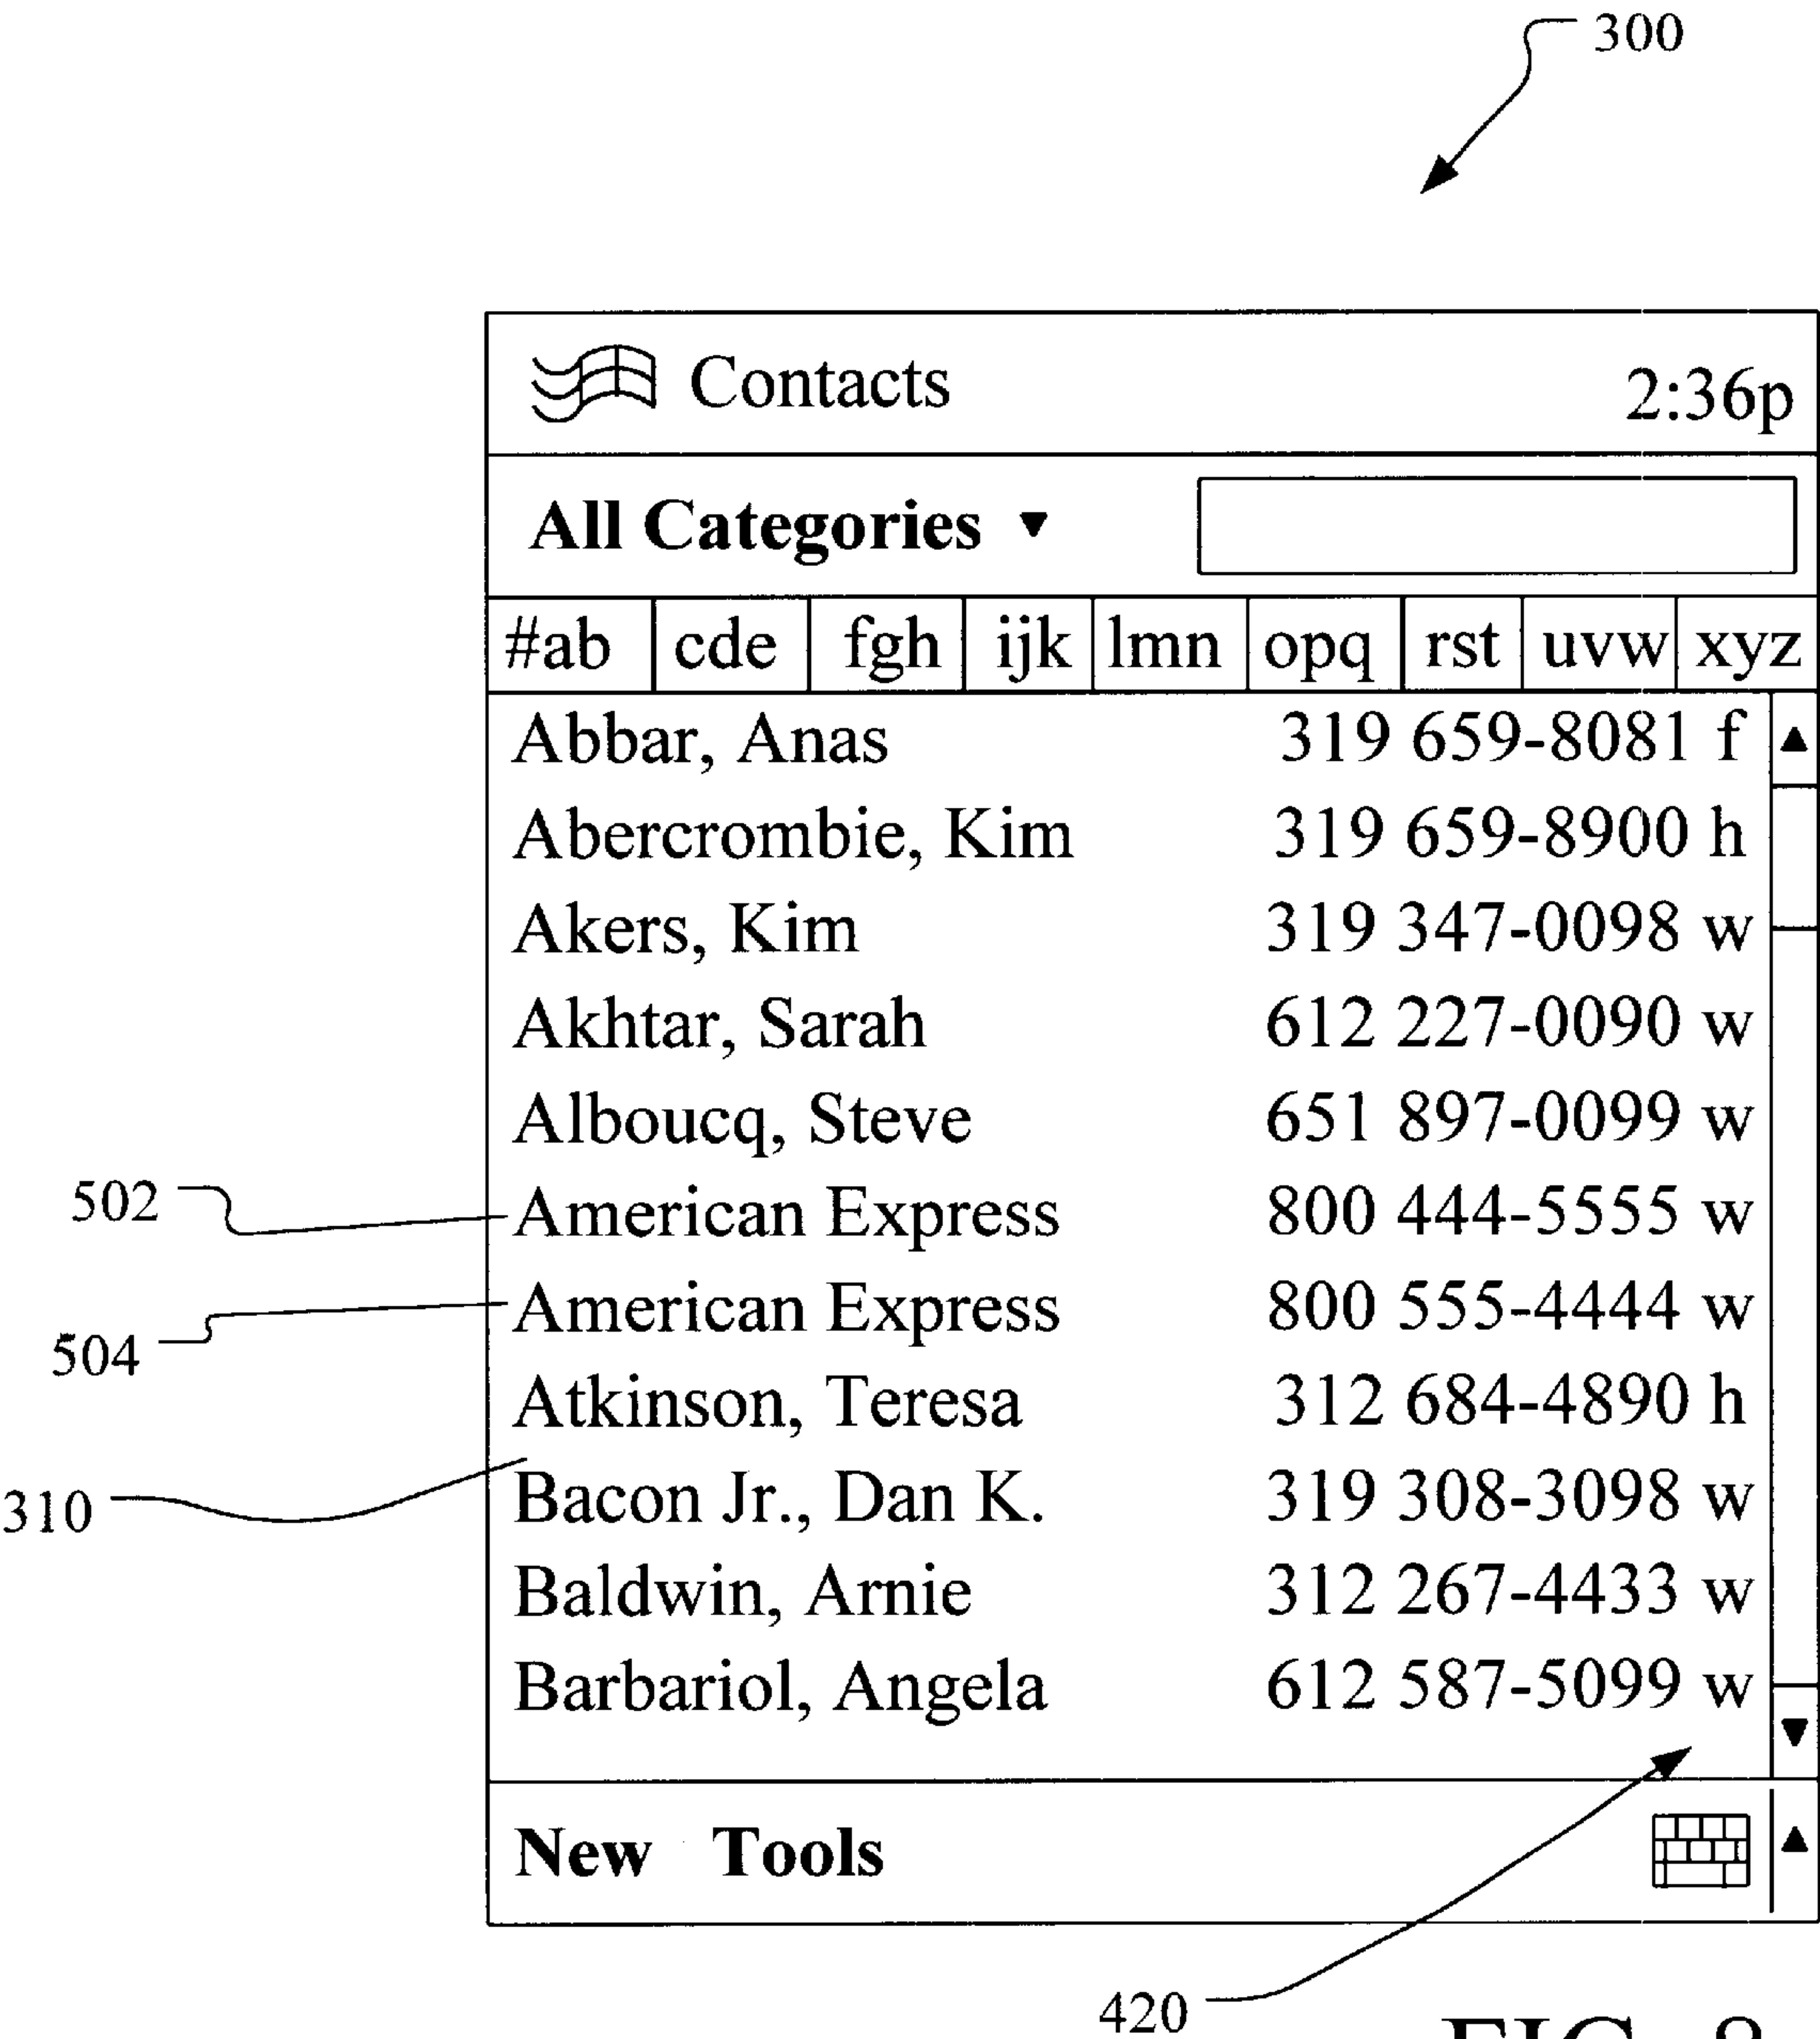 300
Contacts 2:36p
All Categories ▼
#ab cde fgh ijk lmn opq rst uvw xyz
Abbar, Anas 319 659-8081 f
Abercrombie, Kim 319 659-8900 h
Akers, Kim 319 347-0098 w
Akhtar, Sarah 612 227-0090 w
Alboucq, Steve 651 897-0099 w
502 American Express 800 444-5555 w
504 American Express 800 555-4444 w
Atkinson, Teresa 312 684-4890 h
310 Bacon Jr., Dan K. 319 308-3098 w
Baldwin, Arnie 312 267-4433 w
Barbariol, Angela 612 587-5099 w
New Tools
420
FIG. 8